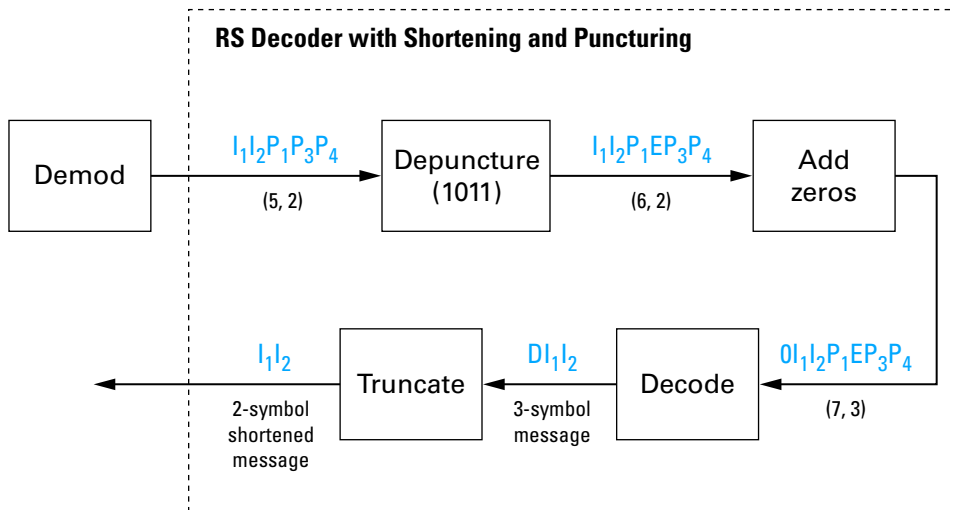 RS Decoder with Shortening and Puncturing
Demod
I₁I₂P₁P₃P₄
(5, 2)
Depuncture
(1011)
I₁I₂P₁EP₃P₄
(6, 2)
Add
zeros
I₁I₂
2-symbol
shortened
message
Truncate
DI₁I₂
3-symbol
message
Decode
0I₁I₂P₁EP₃P₄
(7, 3)